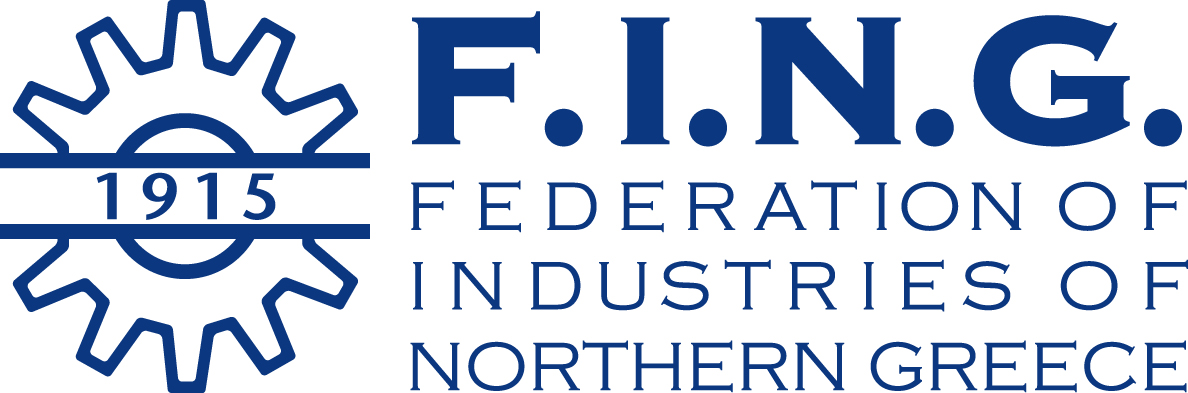 1915
F.I.N.G.
FEDERATION OF
INDUSTRIES OF
NORTHERN GREECE